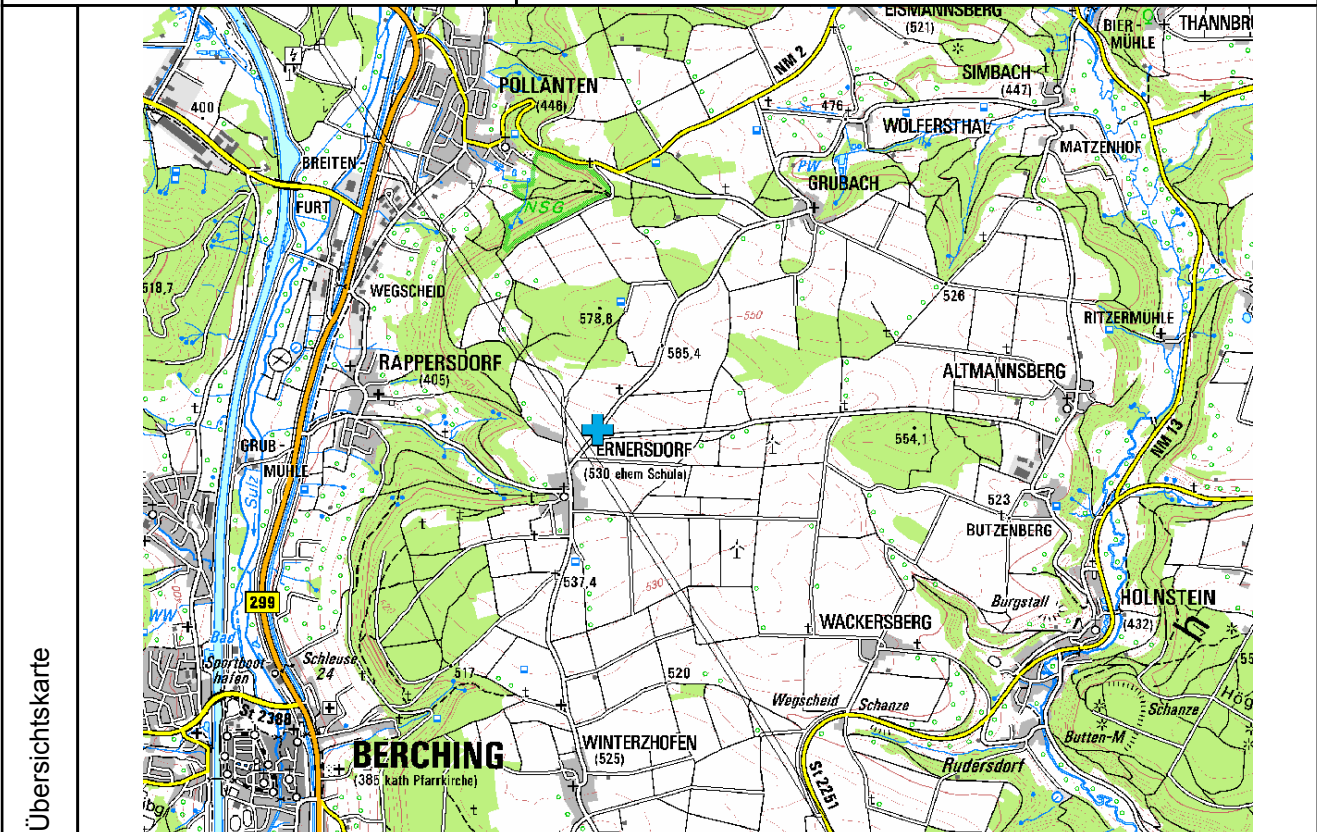 Übersichtskarte
EISMANNSBERG
(521)
BIER-
MÜHLE
THANNBR
SIMBACH
(447)
NM 2
POLLANTEN
(448)
400
476
WOLFERSTHAL
MATZENHOF
BREITEN-
FURT
PW
GRUBACH
NSG
518,7
WEGSCHEID
526
578,6
550
RITZERMÜHLE
585,4
RAPPERSDORF
(405)
ALTMANNSBERG
GRUB-
MÜHLE
Sulz
ERNERSDORF
(530 ehem Schule)
554,1
NM 13
523
BUTZENBERG
537,4
530
299
400
WW
Bad
Sportboot
hafen
Schleuse
24
Burgstall
HOLNSTEIN
(432)
h
WACKERSBERG
517
520
55
Wegscheid
Schanze
Schanze
Hög
St 2388
Butten-M
BERCHING
(385 kath Pfarrkirche)
WINTERZHOFEN
(525)
Rudersdorf
St 2251